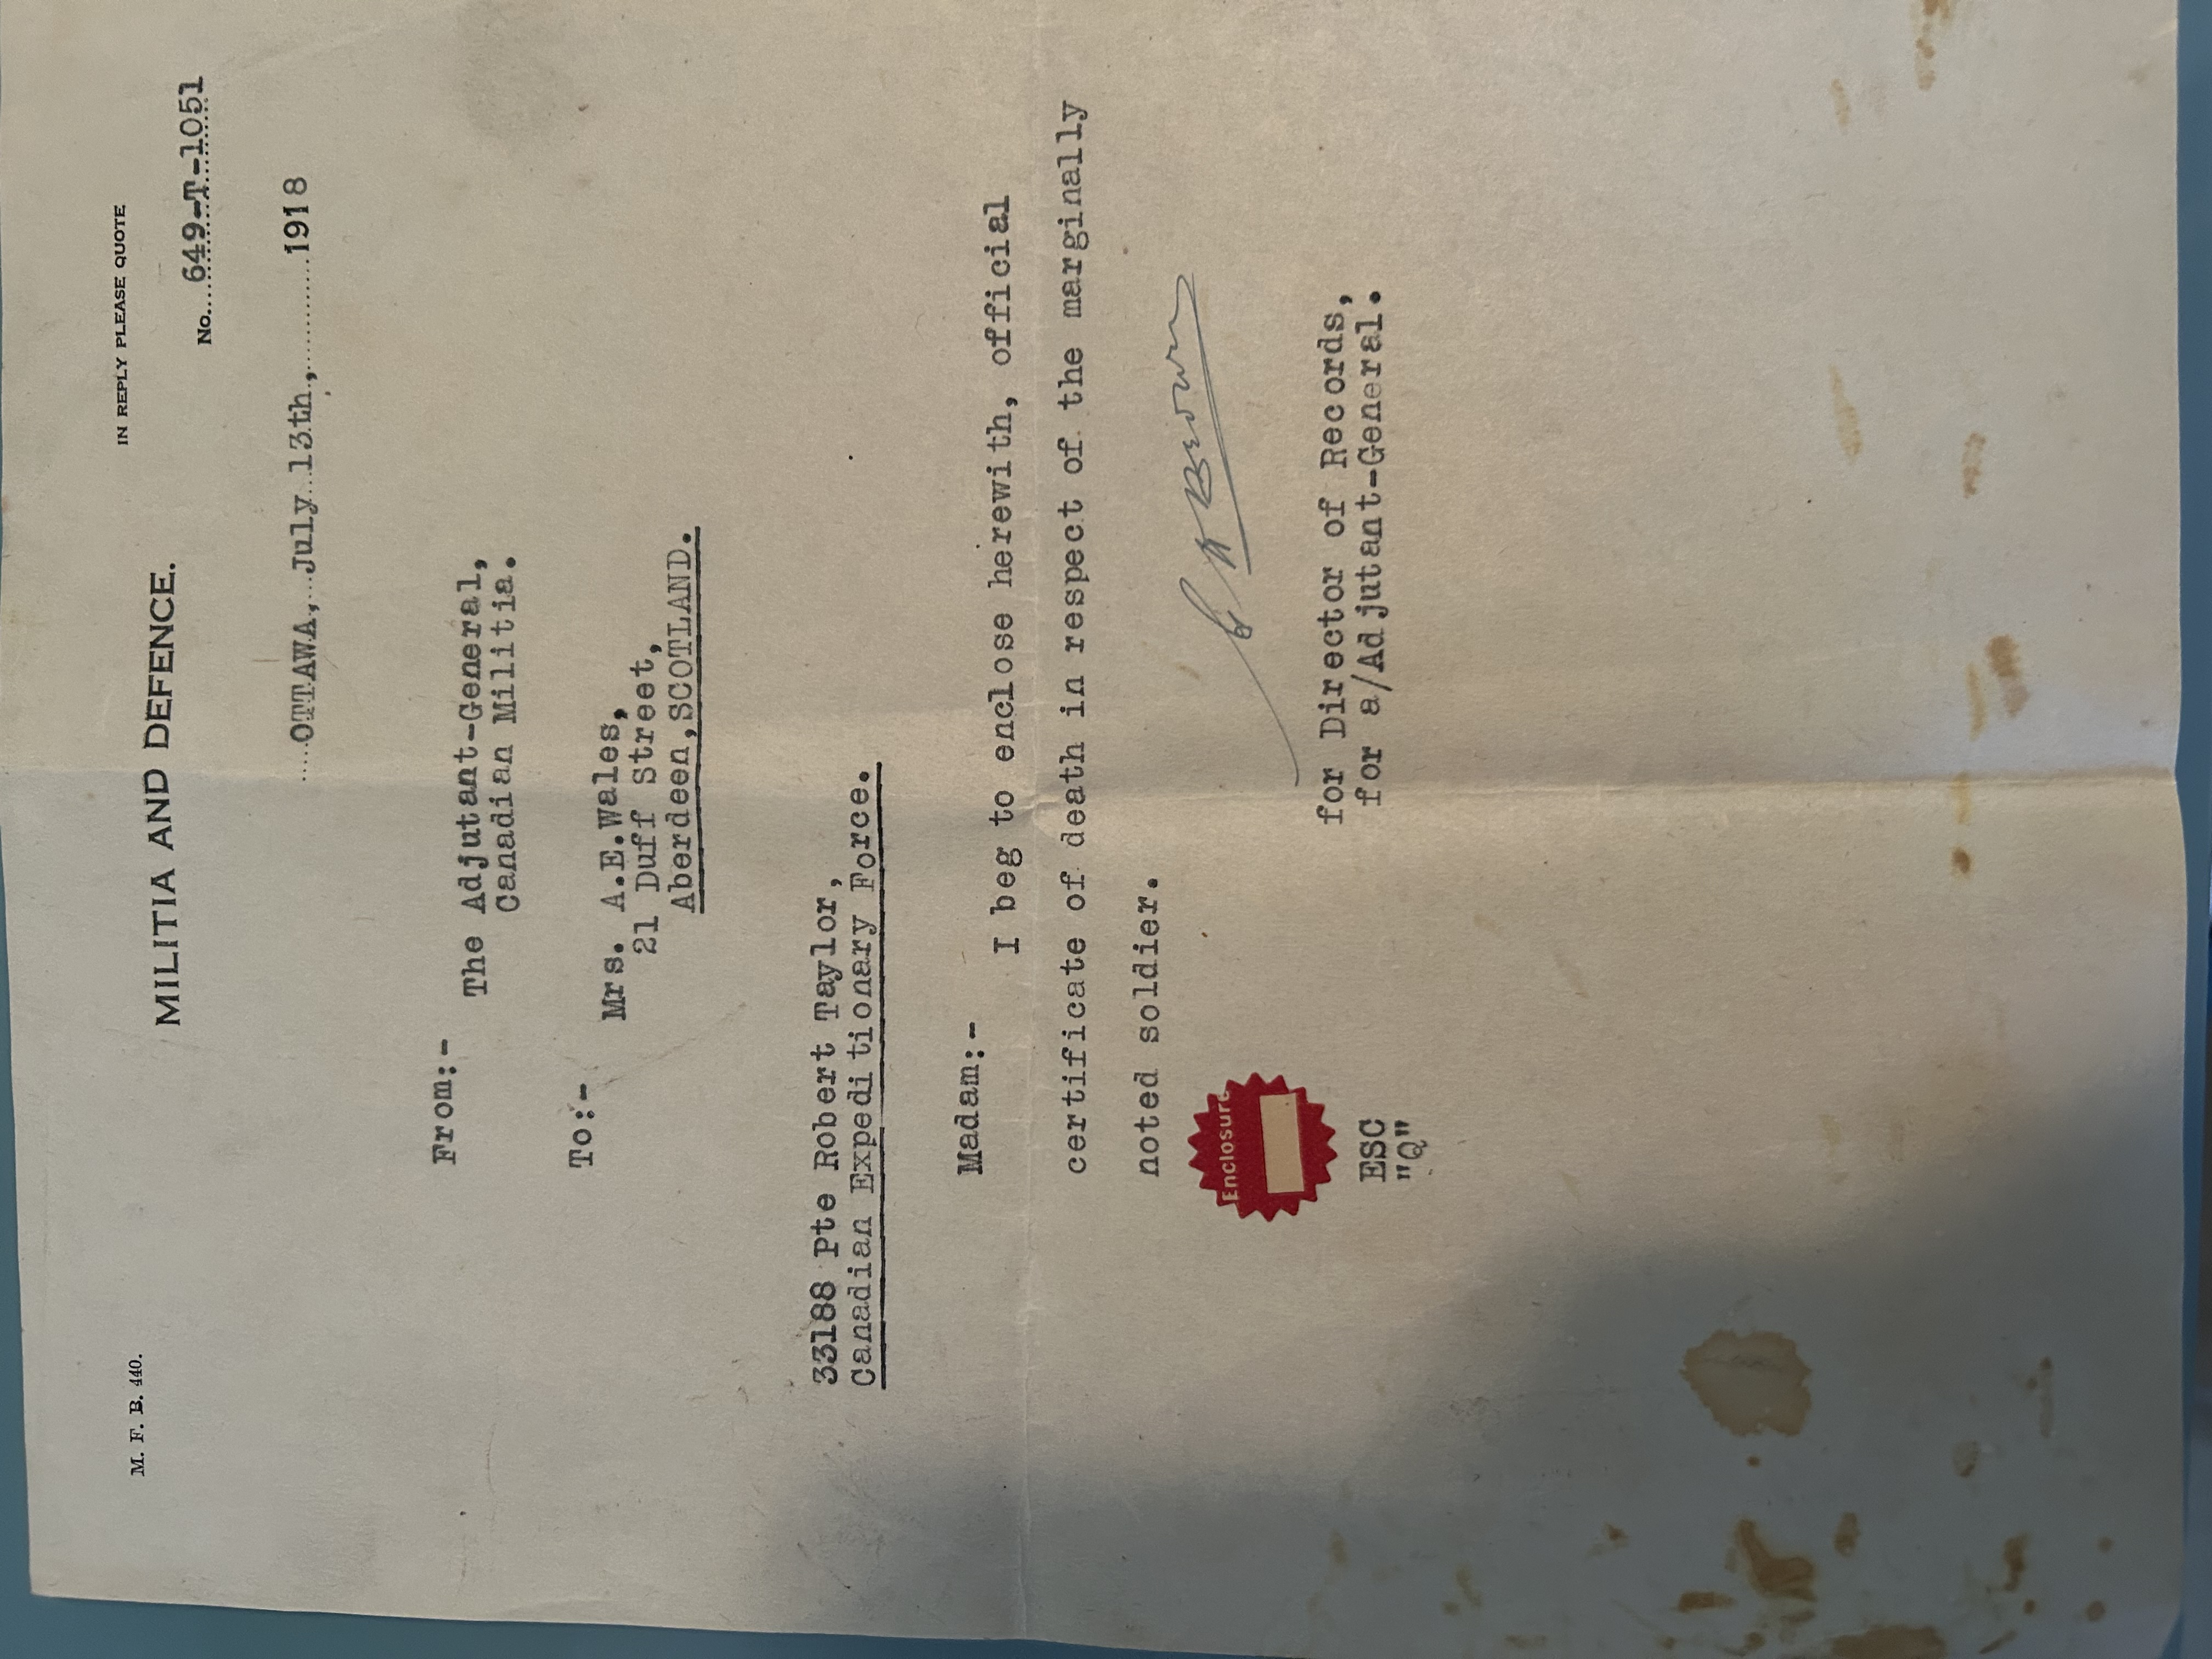 M. F. B. 440.
MILITIA AND DEFENCE.
IN REPLY PLEASE QUOTE
No....649-T-1051
OTTAWA, July 13th, 1918
From:- The Adjutant-General,
Canadian Militia.
To:- Mrs. A.E.Wales,
21 Duff Street,
Aberdeen,SCOTLAND.
33188 Pte Robert Taylor,
Canadian Expeditionary Force.
Madam:-
I beg to enclose herewith, official
certificate of death in respect of the marginally
noted soldier.
Brown
Enclosure
for Director of Records,
for a/Adjutant-General.
ESC
"Q"